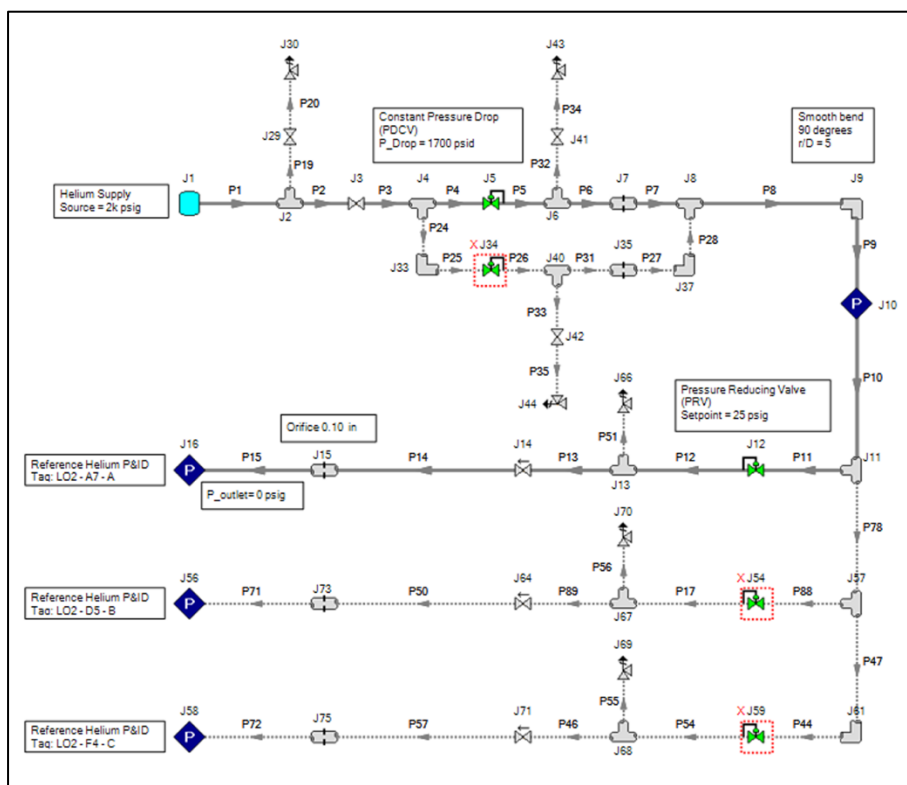 J30
J43
P20
P34
J29
J41
Constant Pressure Drop
(PDCV)
P_Drop = 1700 psid
Smooth bend
90 degrees
r/D = 5
P19
P32
J1
J3
J4
J5
J7
J8
J9
Helium Supply
Source = 2k psig
P1
P2
P3
P4
P5
P6
P7
P8
J2
J6
P24
P9
X J34
J40
J35
P28
P25
P26
P31
P27
J33
J37
J10
P33
J42
P35
P10
J66
J44
Pressure Reducing Valve
(PRV)
Setpoint = 25 psig
Orifice 0.10 in
P51
J16
J15
J14
J12
J11
Reference Helium P&ID
Tag: LO2 - A7 - A
P15
P14
P13
P12
P11
J13
P_outlet= 0 psig
J70
P78
P56
J56
J73
J64
X J54
J57
Reference Helium P&ID
Tag: LO2 - D5 - B
P71
P50
P89
P17
P88
J67
J69
P47
P55
J58
J75
J71
X J59
J61
Reference Helium P&ID
Tag: LO2 - F4 - C
P72
P57
P46
P54
P44
J68